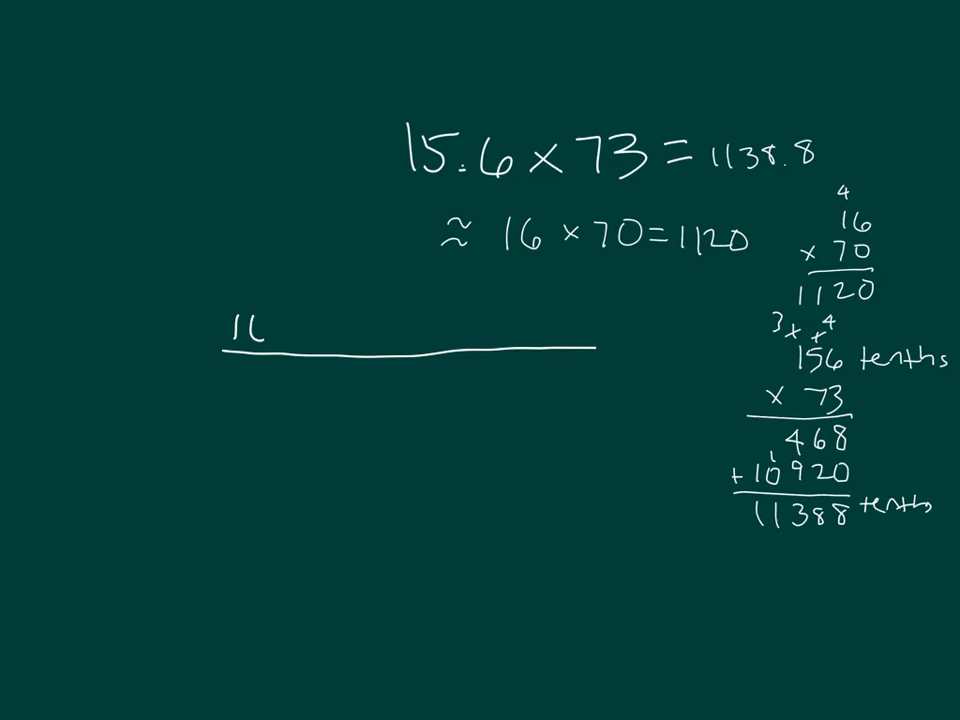 15.6 × 73 = 1138.8
≈ 16 × 70 = 1120
4
16
× 70
1120
3 4
156 tenths
× 73
468
1
+ 10920
11388 tenths